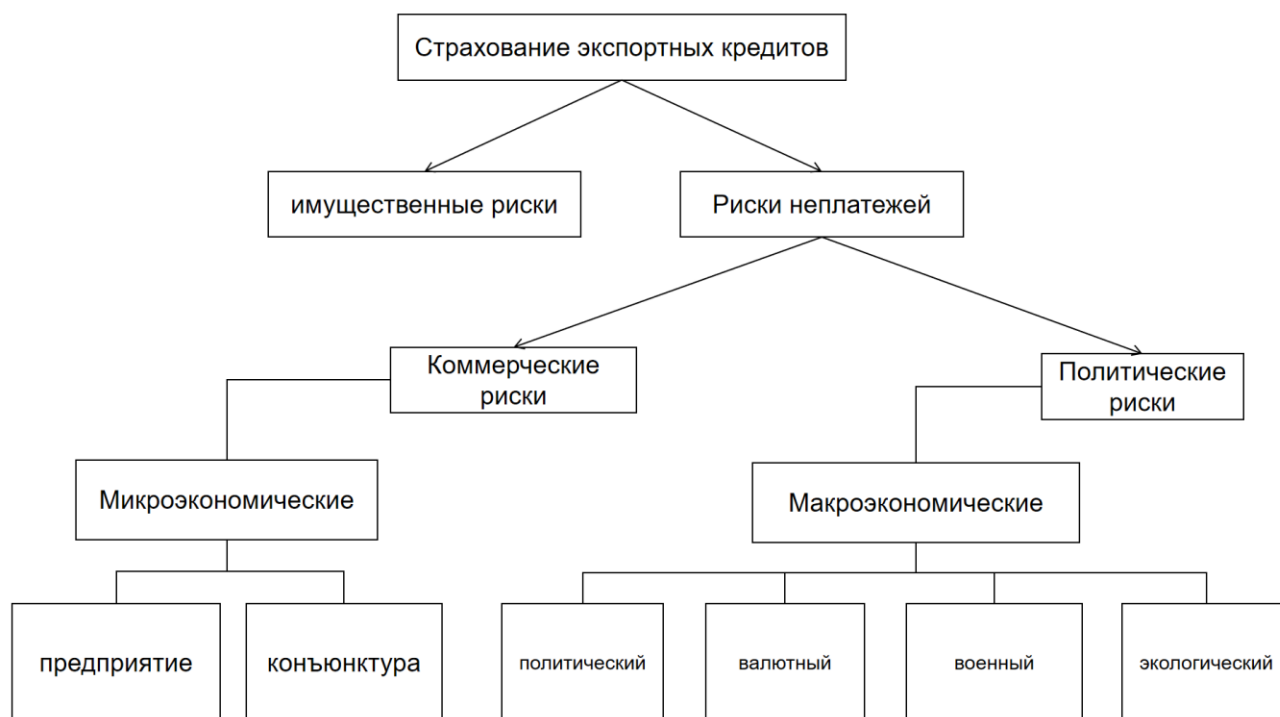 Страхование экспортных кредитов
имущественные риски
Риски неплатежей
Коммерческие
риски
Политические
риски
Микроэкономические
Макроэкономические
предприятие
конъюнктура
политический
валютный
военный
экологический